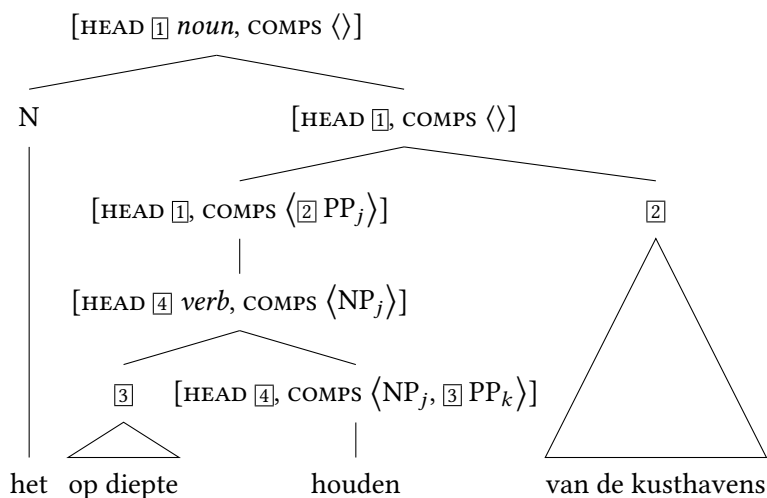 [HEAD 1 noun, COMPS ⟨⟩]
N [HEAD 1, COMPS ⟨⟩]
[HEAD 1, COMPS ⟨2 PPj⟩] 2
[HEAD 4 verb, COMPS ⟨NPj⟩]
3 [HEAD 4, COMPS ⟨NPj, 3 PPk⟩]
het op diepte houden van de kusthavens